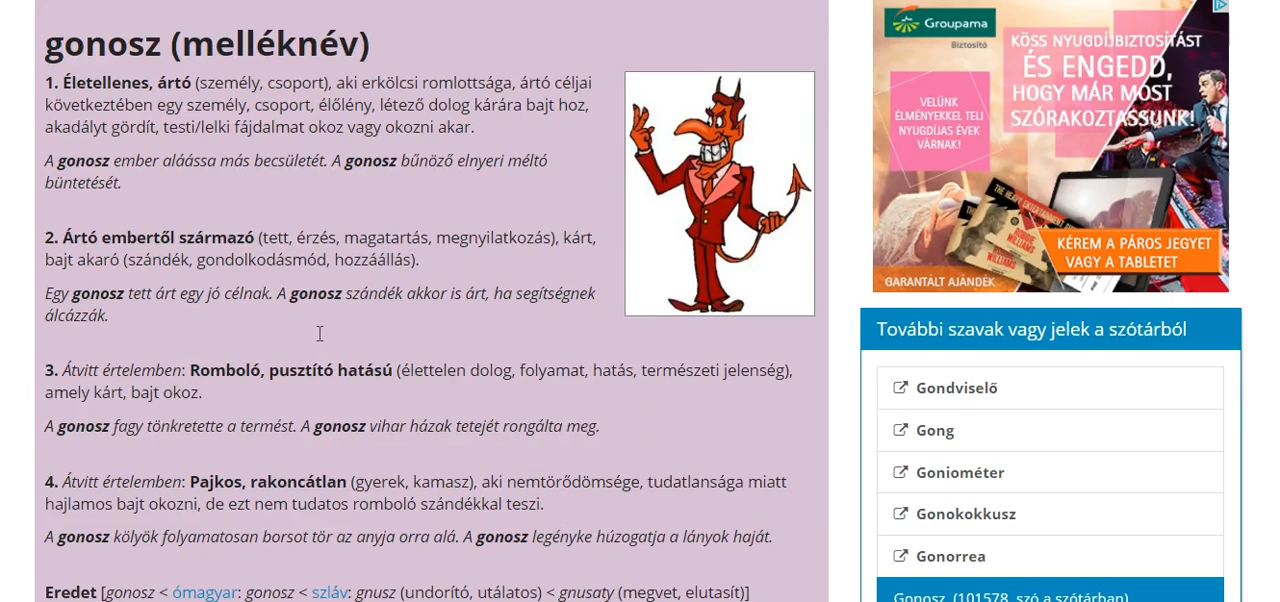 gonosz (melléknév)
1. Életellenes, ártó (személy, csoport), aki erkölcsi romlottsága, ártó céljai
következtében egy személy, csoport, élőlény, létező dolog kárára bajt hoz,
akadályt gördít, testi/lelki fájdalmat okoz vagy okozni akar.
A gonosz ember aláássa más becsületét. A gonosz bűnöző elnyeri méltó
büntetését.
2. Ártó embertől származó (tett, érzés, magatartás, megnyilatkozás), kárt,
bajt akaró (szándék, gondolkodásmód, hozzáállás).
Egy gonosz tett árt egy jó célnak. A gonosz szándék akkor is árt, ha segítségnek
álcázzák.
3. Átvitt értelemben: Romboló, pusztító hatású (élettelen dolog, folyamat, hatás, természeti jelenség),
amely kárt, bajt okoz.
A gonosz fagy tönkretette a termést. A gonosz vihar házak tetejét rongálta meg.
4. Átvitt értelemben: Pajkos, rakoncátlan (gyerek, kamasz), aki nemtörődömsége, tudatlansága miatt
hajlamos bajt okozni, de ezt nem tudatos romboló szándékkal teszi.
A gonosz kölyök folyamatosan borsot tör az anyja orra alá. A gonosz legényke húzogatja a lányok haját.
Eredet [gonosz < ómagyar: gonosz < szláv: gnusz (undorító, utálatos) < gnusaty (megvet, elutasít)]
Groupama
Biztosító
KÖSS NYUGDÍJBIZTOSÍTÁST
ÉS ENGEDD,
HOGY MÁR MOST
SZÓRAKOZTASSUNK!
VELÜNK
ÉLMÉNYEKKEL TELI
NYUGDÍJAS ÉVEK
VÁRNAK!
THE HEAVY ENTERTAINMENT
ROBBIE
WILLIAMS
KÉREM A PÁROS JEGYET
VAGY A TABLETET
GARANTÁLT AJÁNDÉK
További szavak vagy jelek a szótárból
Gondviselő
Gong
Goniométer
Gonokokkusz
Gonorrea
Gonosz (101578. szó a szótárban)